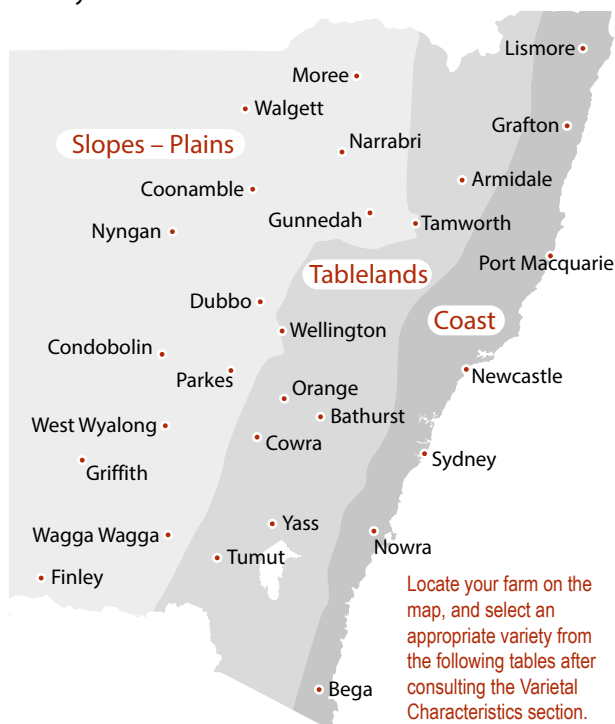 Lismore
Moree
Walgett
Grafton
Narrabri
Slopes – Plains
Armidale
Coonamble
Gunnedah
Tamworth
Nyngan
Port Macquarie
Tablelands
Dubbo
Coast
Wellington
Condobolin
Newcastle
Parkes
Orange
Bathurst
West Wyalong
Cowra
Sydney
Griffith
Yass
Wagga Wagga
Nowra
Tumut
Finley
Locate your farm on the
map, and select an
appropriate variety from
the following tables after
consulting the Varietal
Characteristics section.
Bega